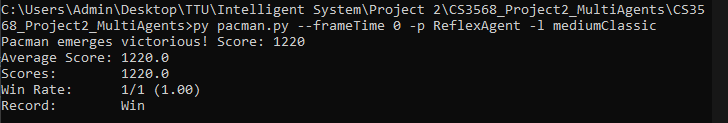 C:\Users\Admin\Desktop\TTU\Intelligent System\Project 2\CS3568_Project2_MultiAgents\CS35
68_Project2_MultiAgents>py pacman.py --frameTime 0 -p ReflexAgent -l mediumClassic
Pacman emerges victorious! Score: 1220
Average Score: 1220.0
Scores:        1220.0
Win Rate:      1/1 (1.00)
Record:        Win